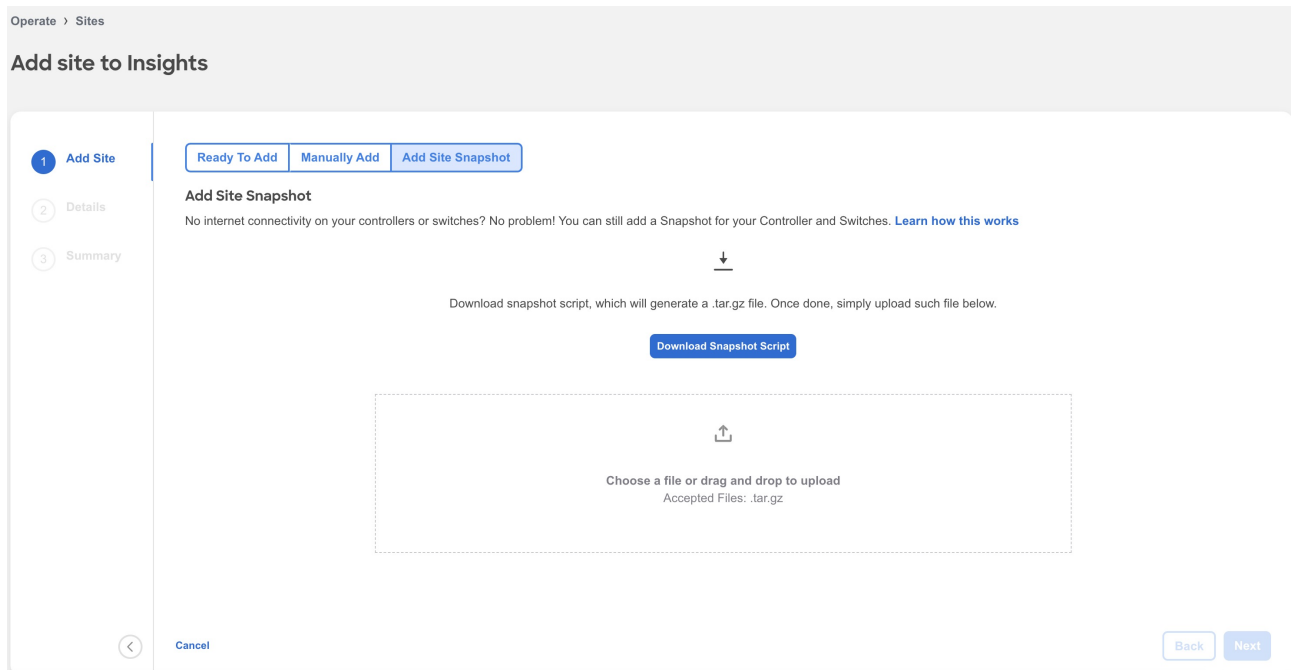 Operate > Sites
Add site to Insights
1 Add Site
2 Details
3 Summary
Ready To Add Manually Add Add Site Snapshot
Add Site Snapshot
No internet connectivity on your controllers or switches? No problem! You can still add a Snapshot for your Controller and Switches. Learn how this works
Download snapshot script, which will generate a .tar.gz file. Once done, simply upload such file below.
Download Snapshot Script
Choose a file or drag and drop to upload
Accepted Files: .tar.gz
Cancel
Back Next